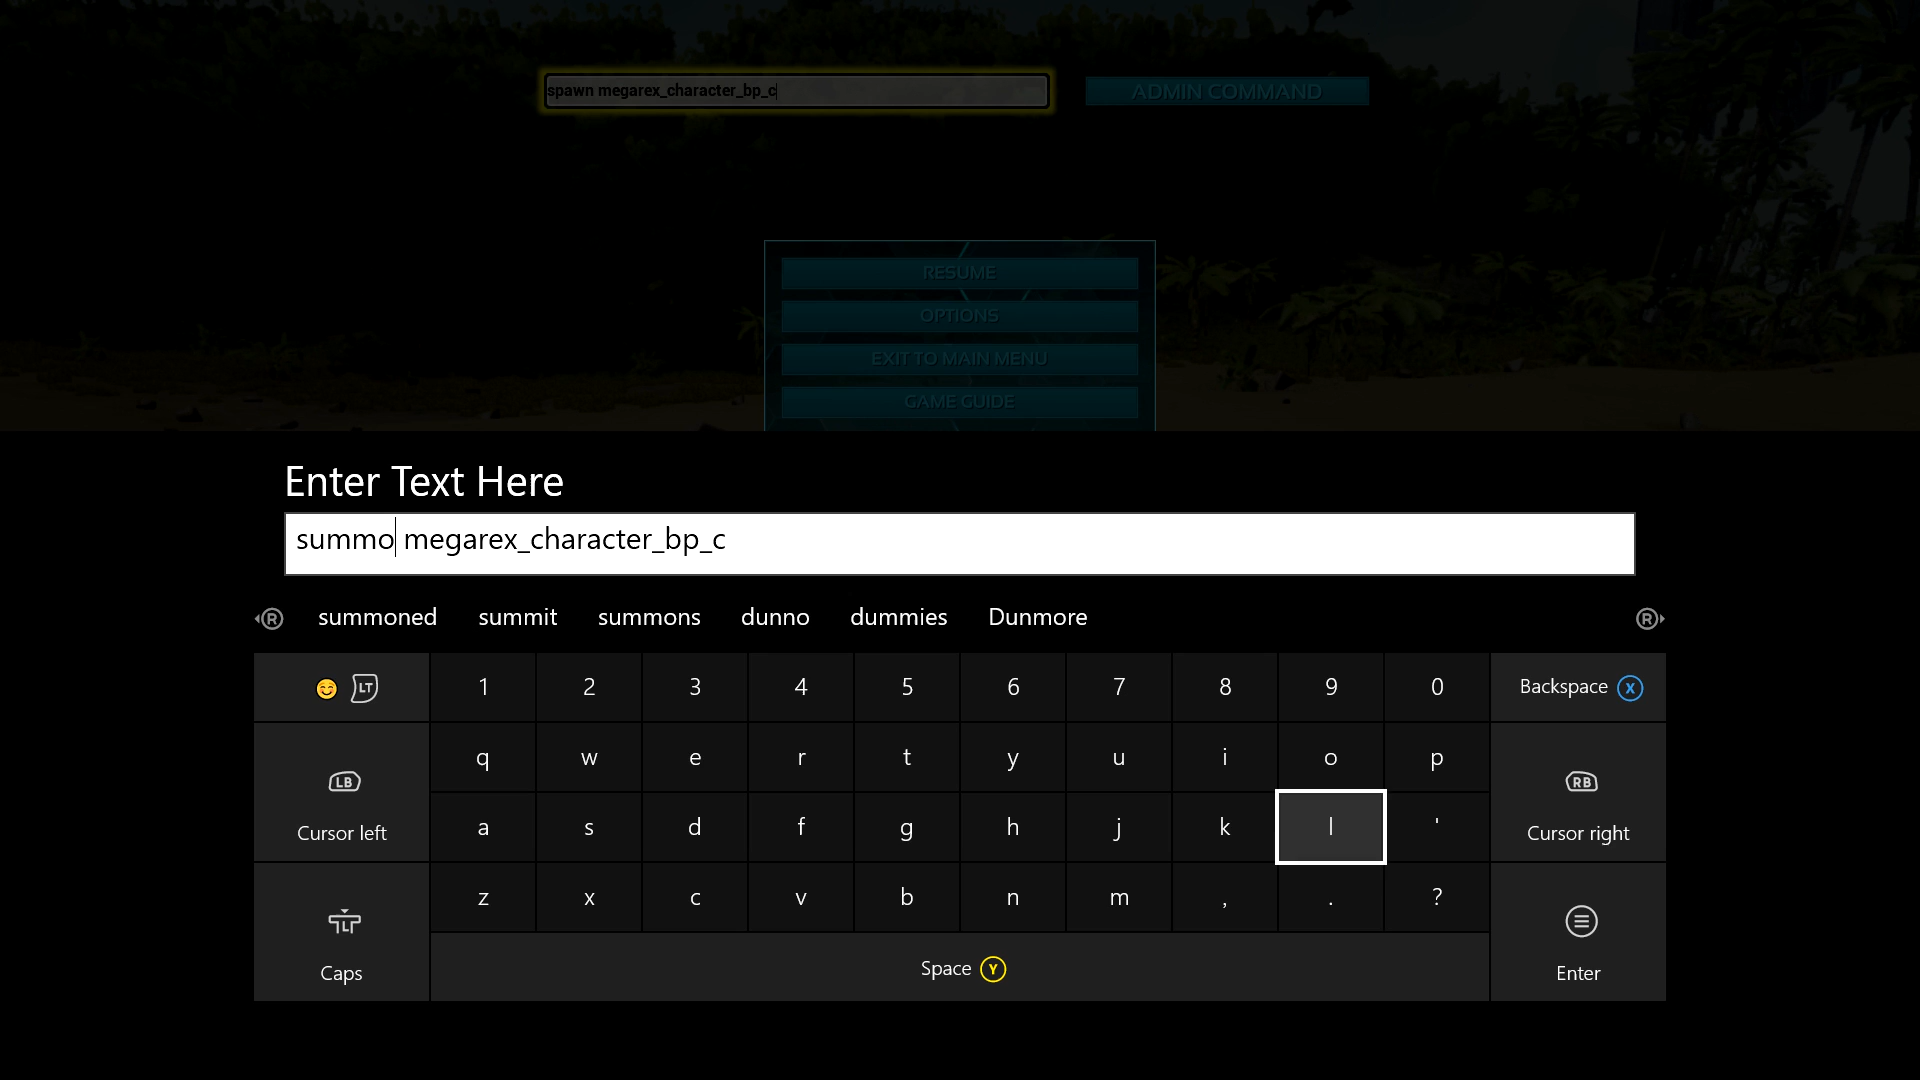 spawn megarex_character_bp_c
ADMIN COMMAND
RESUME
OPTIONS
EXIT TO MAIN MENU
GAME GUIDE
Enter Text Here
summo megarex_character_bp_c
R summoned summit summons dunno dummies Dunmore R
LT 1 2 3 4 5 6 7 8 9 0 Backspace X
q w e r t y u i o p
LB Cursor left
RB Cursor right
a s d f g h j k l '
z x c v b n m , . ?
LT Caps
Enter
Space Y